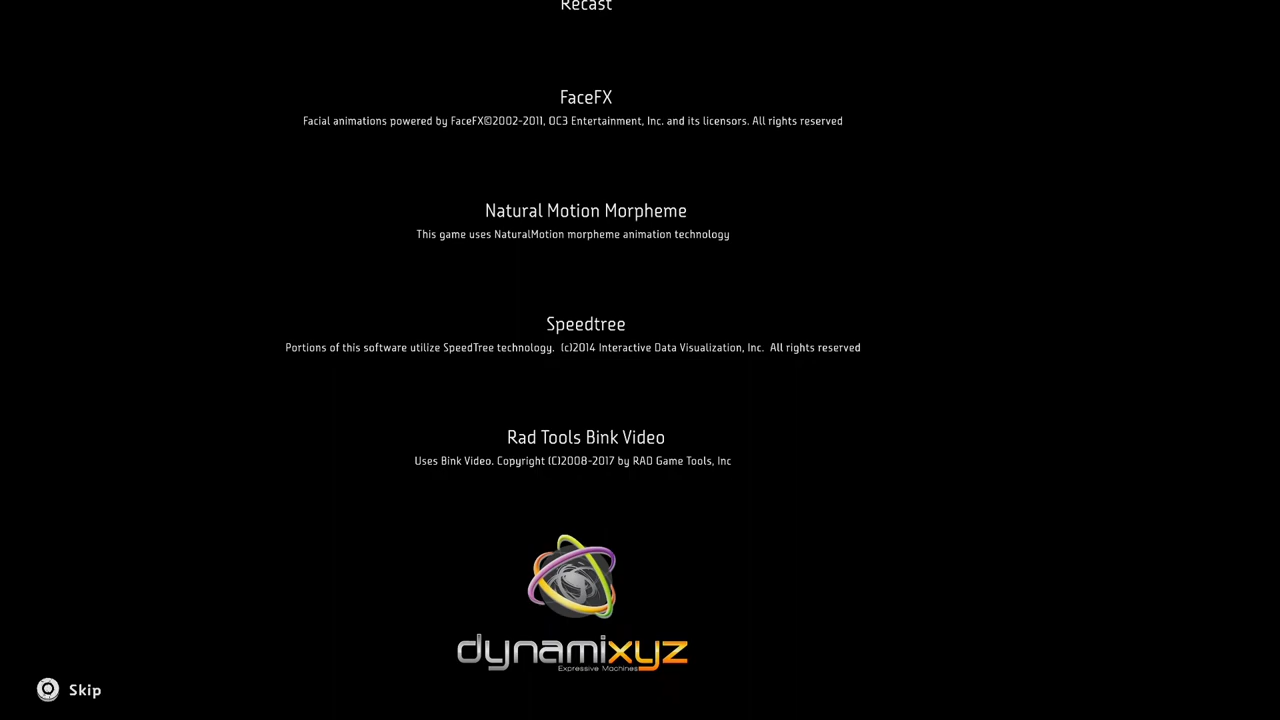 Recast
FaceFX
Facial animations powered by FaceFX©2002-2011, OC3 Entertainment, Inc. and its licensors. All rights reserved
Natural Motion Morpheme
This game uses NaturalMotion morpheme animation technology
Speedtree
Portions of this software utilize SpeedTree technology.  (c)2014 Interactive Data Visualization, Inc.  All rights reserved
Rad Tools Bink Video
Uses Bink Video. Copyright (C)2008-2017 by RAD Game Tools, Inc
dynamixyz
Expressive Machines
Skip